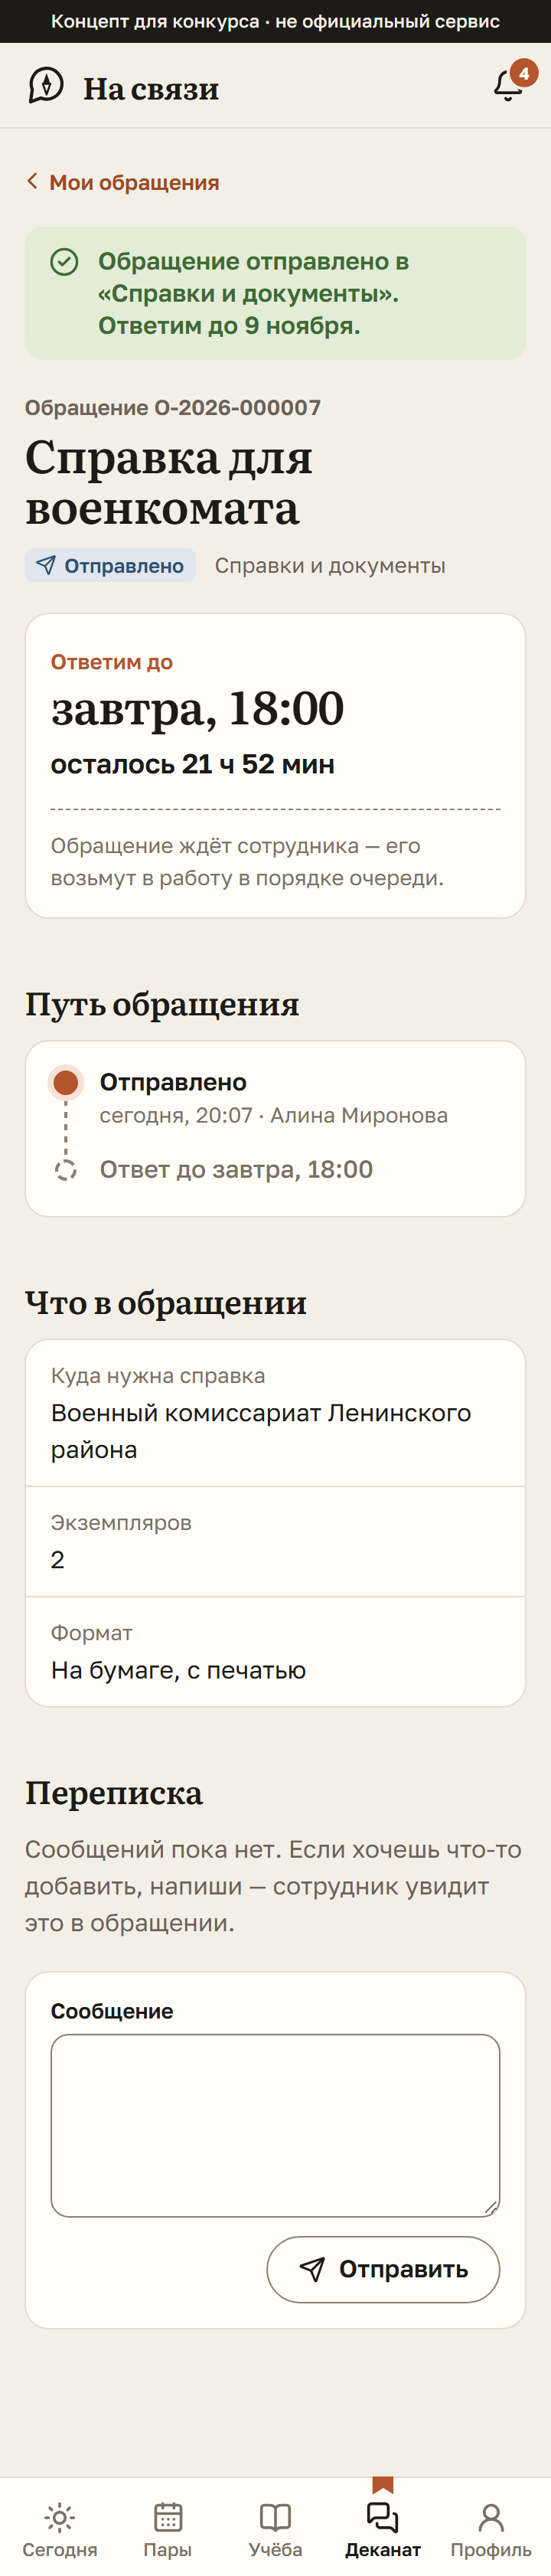 Концепт для конкурса · не официальный сервис
На связи
4
Мои обращения
Обращение отправлено в
«Справки и документы».
Ответим до 9 ноября.
Обращение О-2026-000007
Справка для
военкомата
Отправлено
Справки и документы
Ответим до
завтра, 18:00
осталось 21 ч 52 мин
Обращение ждёт сотрудника — его
возьмут в работу в порядке очереди.
Путь обращения
Отправлено
сегодня, 20:07 · Алина Миронова
Ответ до завтра, 18:00
Что в обращении
Куда нужна справка
Военный комиссариат Ленинского
района
Экземпляров
2
Формат
На бумаге, с печатью
Переписка
Сообщений пока нет. Если хочешь что-то
добавить, напиши — сотрудник увидит
это в обращении.
Сообщение
Отправить
Сегодня
Пары
Учёба
Деканат
Профиль